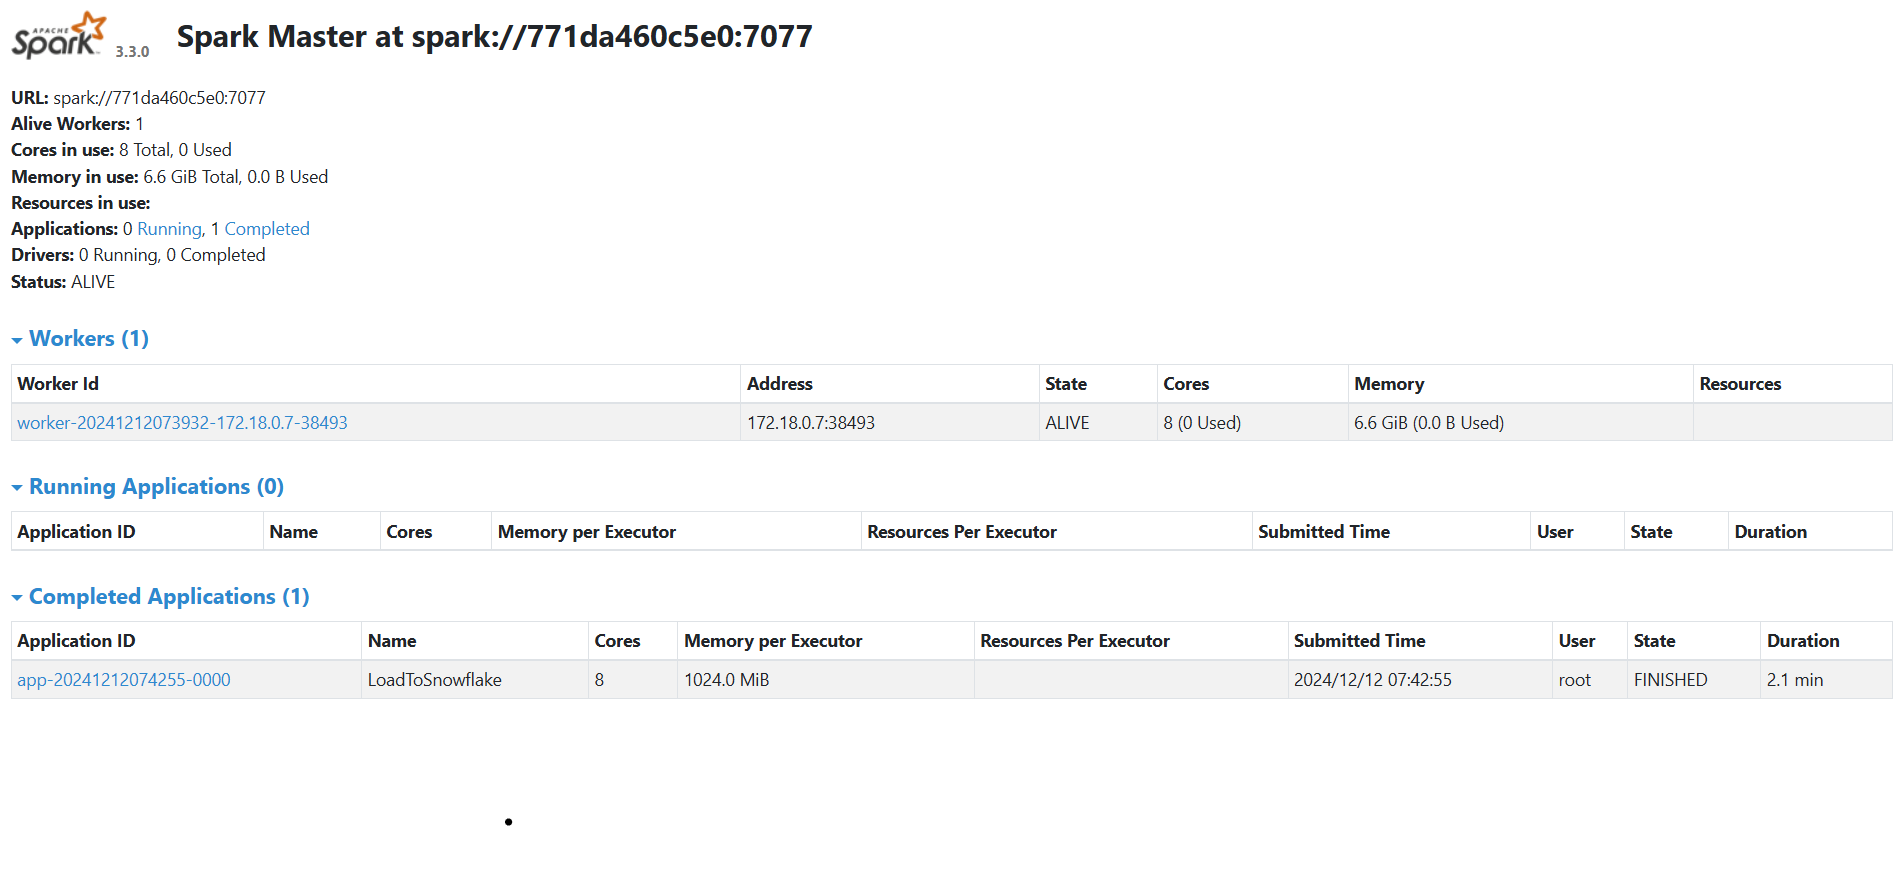 APACHE
Spark 3.3.0 Spark Master at spark://771da460c5e0:7077
URL: spark://771da460c5e0:7077
Alive Workers: 1
Cores in use: 8 Total, 0 Used
Memory in use: 6.6 GiB Total, 0.0 B Used
Resources in use:
Applications: 0 Running, 1 Completed
Drivers: 0 Running, 0 Completed
Status: ALIVE
Workers (1)
Worker Id Address State Cores Memory Resources
worker-20241212073932-172.18.0.7-38493 172.18.0.7:38493 ALIVE 8 (0 Used) 6.6 GiB (0.0 B Used)
Running Applications (0)
Application ID Name Cores Memory per Executor Resources Per Executor Submitted Time User State Duration
Completed Applications (1)
Application ID Name Cores Memory per Executor Resources Per Executor Submitted Time User State Duration
app-20241212074255-0000 LoadToSnowflake 8 1024.0 MiB 2024/12/12 07:42:55 root FINISHED 2.1 min